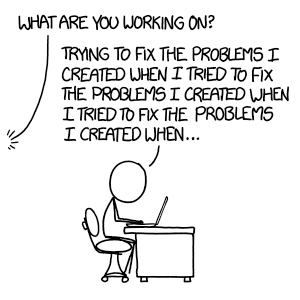 WHAT ARE YOU WORKING ON?
TRYING TO FIX THE PROBLEMS I
CREATED WHEN I TRIED TO FIX
THE PROBLEMS I CREATED WHEN
I TRIED TO FIX THE PROBLEMS
I CREATED WHEN...